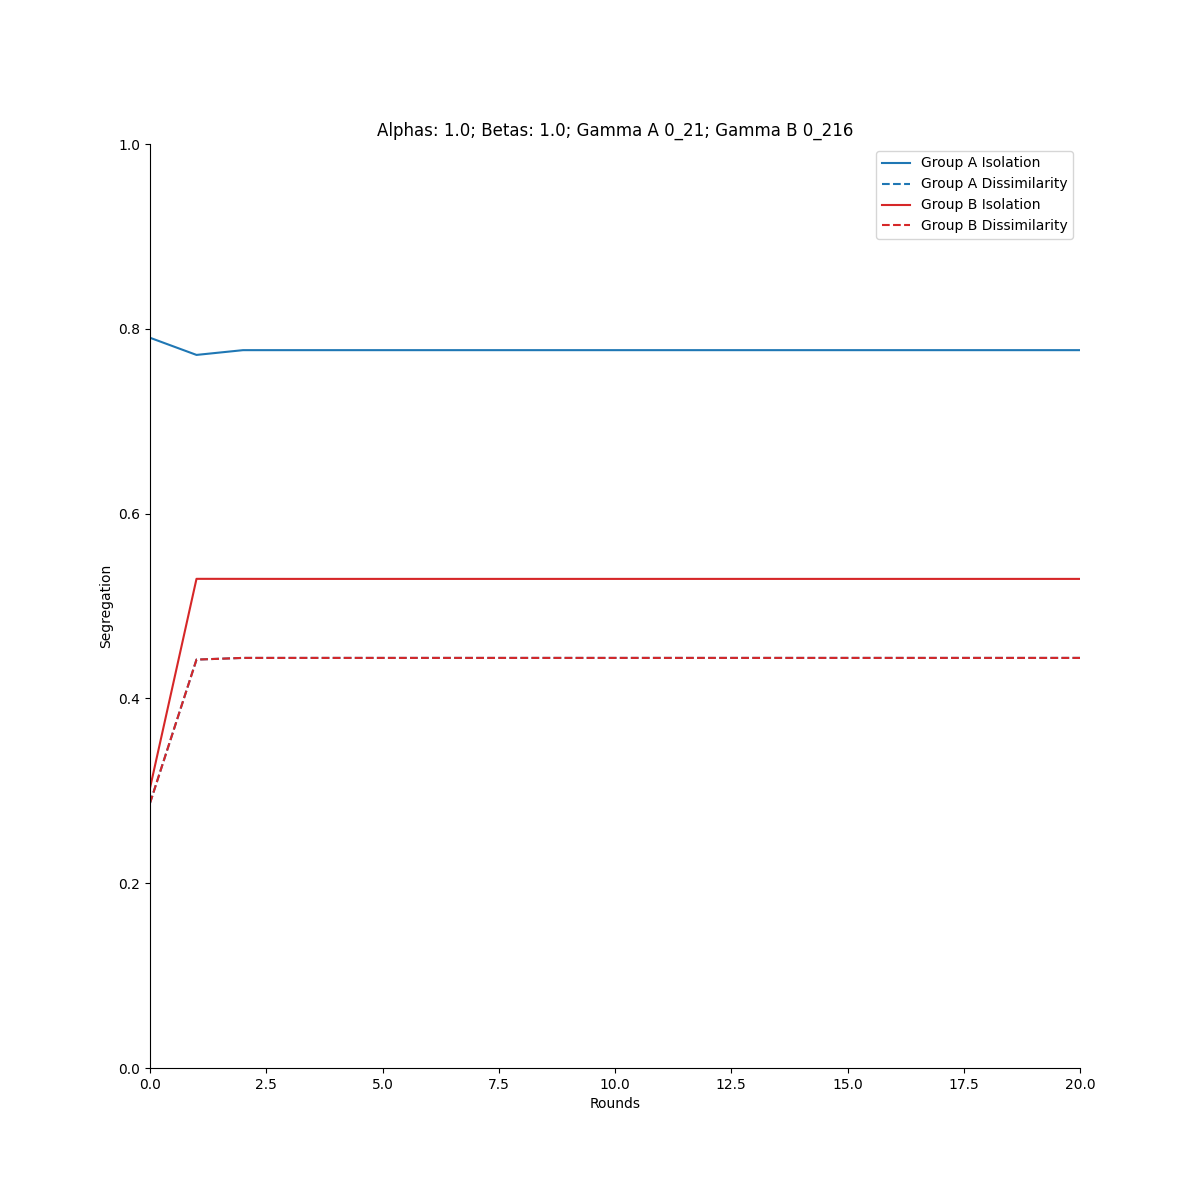 Alphas: 1.0; Betas: 1.0; Gamma A 0_21; Gamma B 0_216
Group A Isolation
Group A Dissimilarity
Group B Isolation
Group B Dissimilarity
1.0
0.8
0.6
0.4
0.2
0.0
Segregation
0.0 2.5 5.0 7.5 10.0 12.5 15.0 17.5 20.0
Rounds